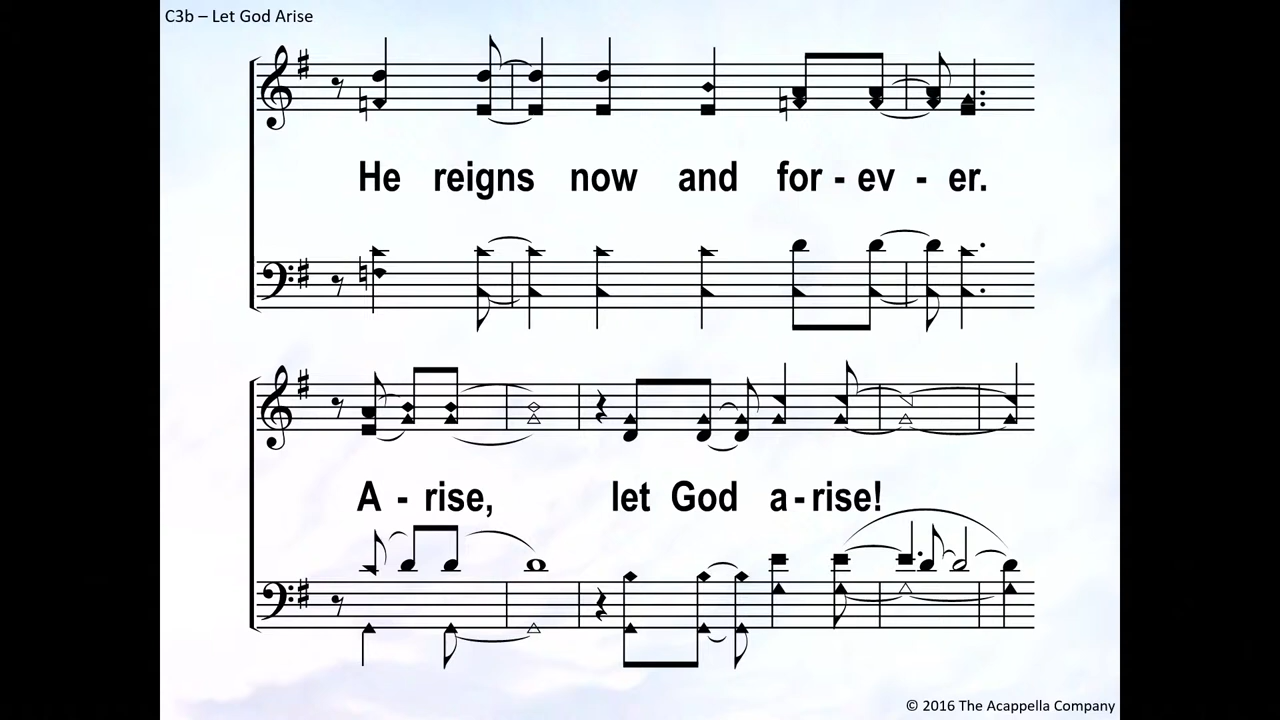 C3b – Let God Arise
He reigns now and for - ev - er.
A - rise, let God a - rise!
© 2016 The Acappella Company